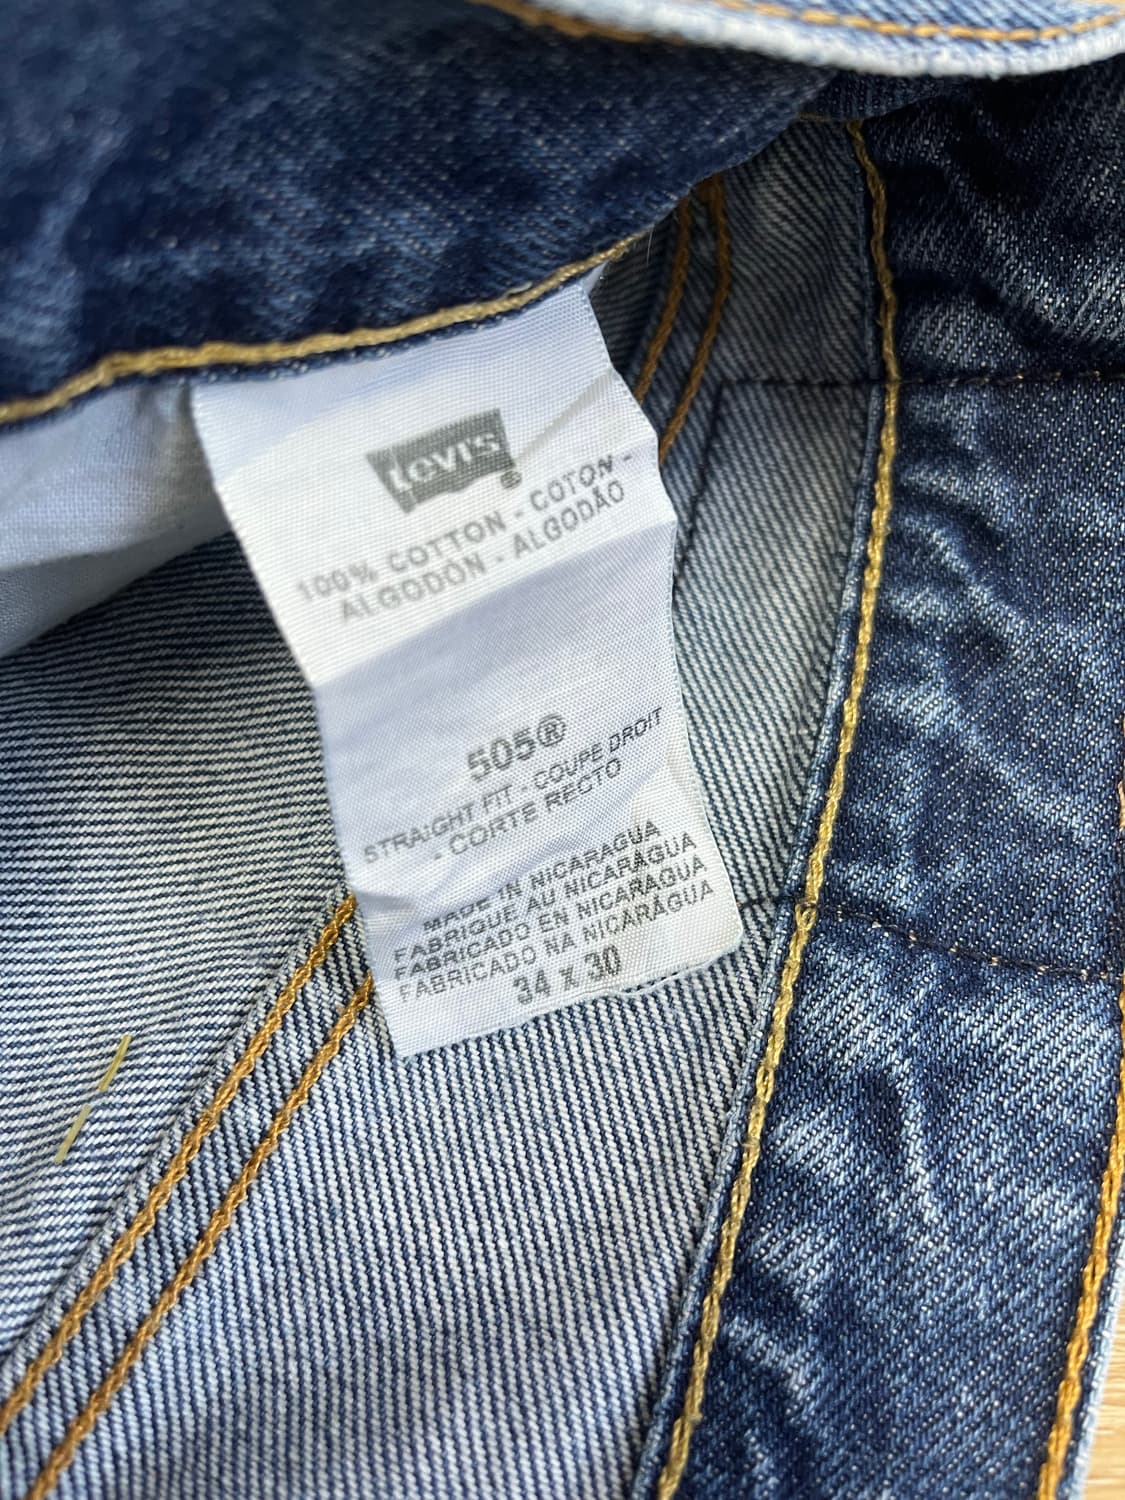 Levi's®
100% COTTON - COTON -
ALGODÓN - ALGODÃO
505®
STRAIGHT FIT - COUPE DROIT
- CORTE RECTO
MADE IN NICARAGUA
FABRIQUE AU NICARAGUA
FABRICADO EN NICARAGUA
FABRICADO NA NICARÁGUA
34 x 30